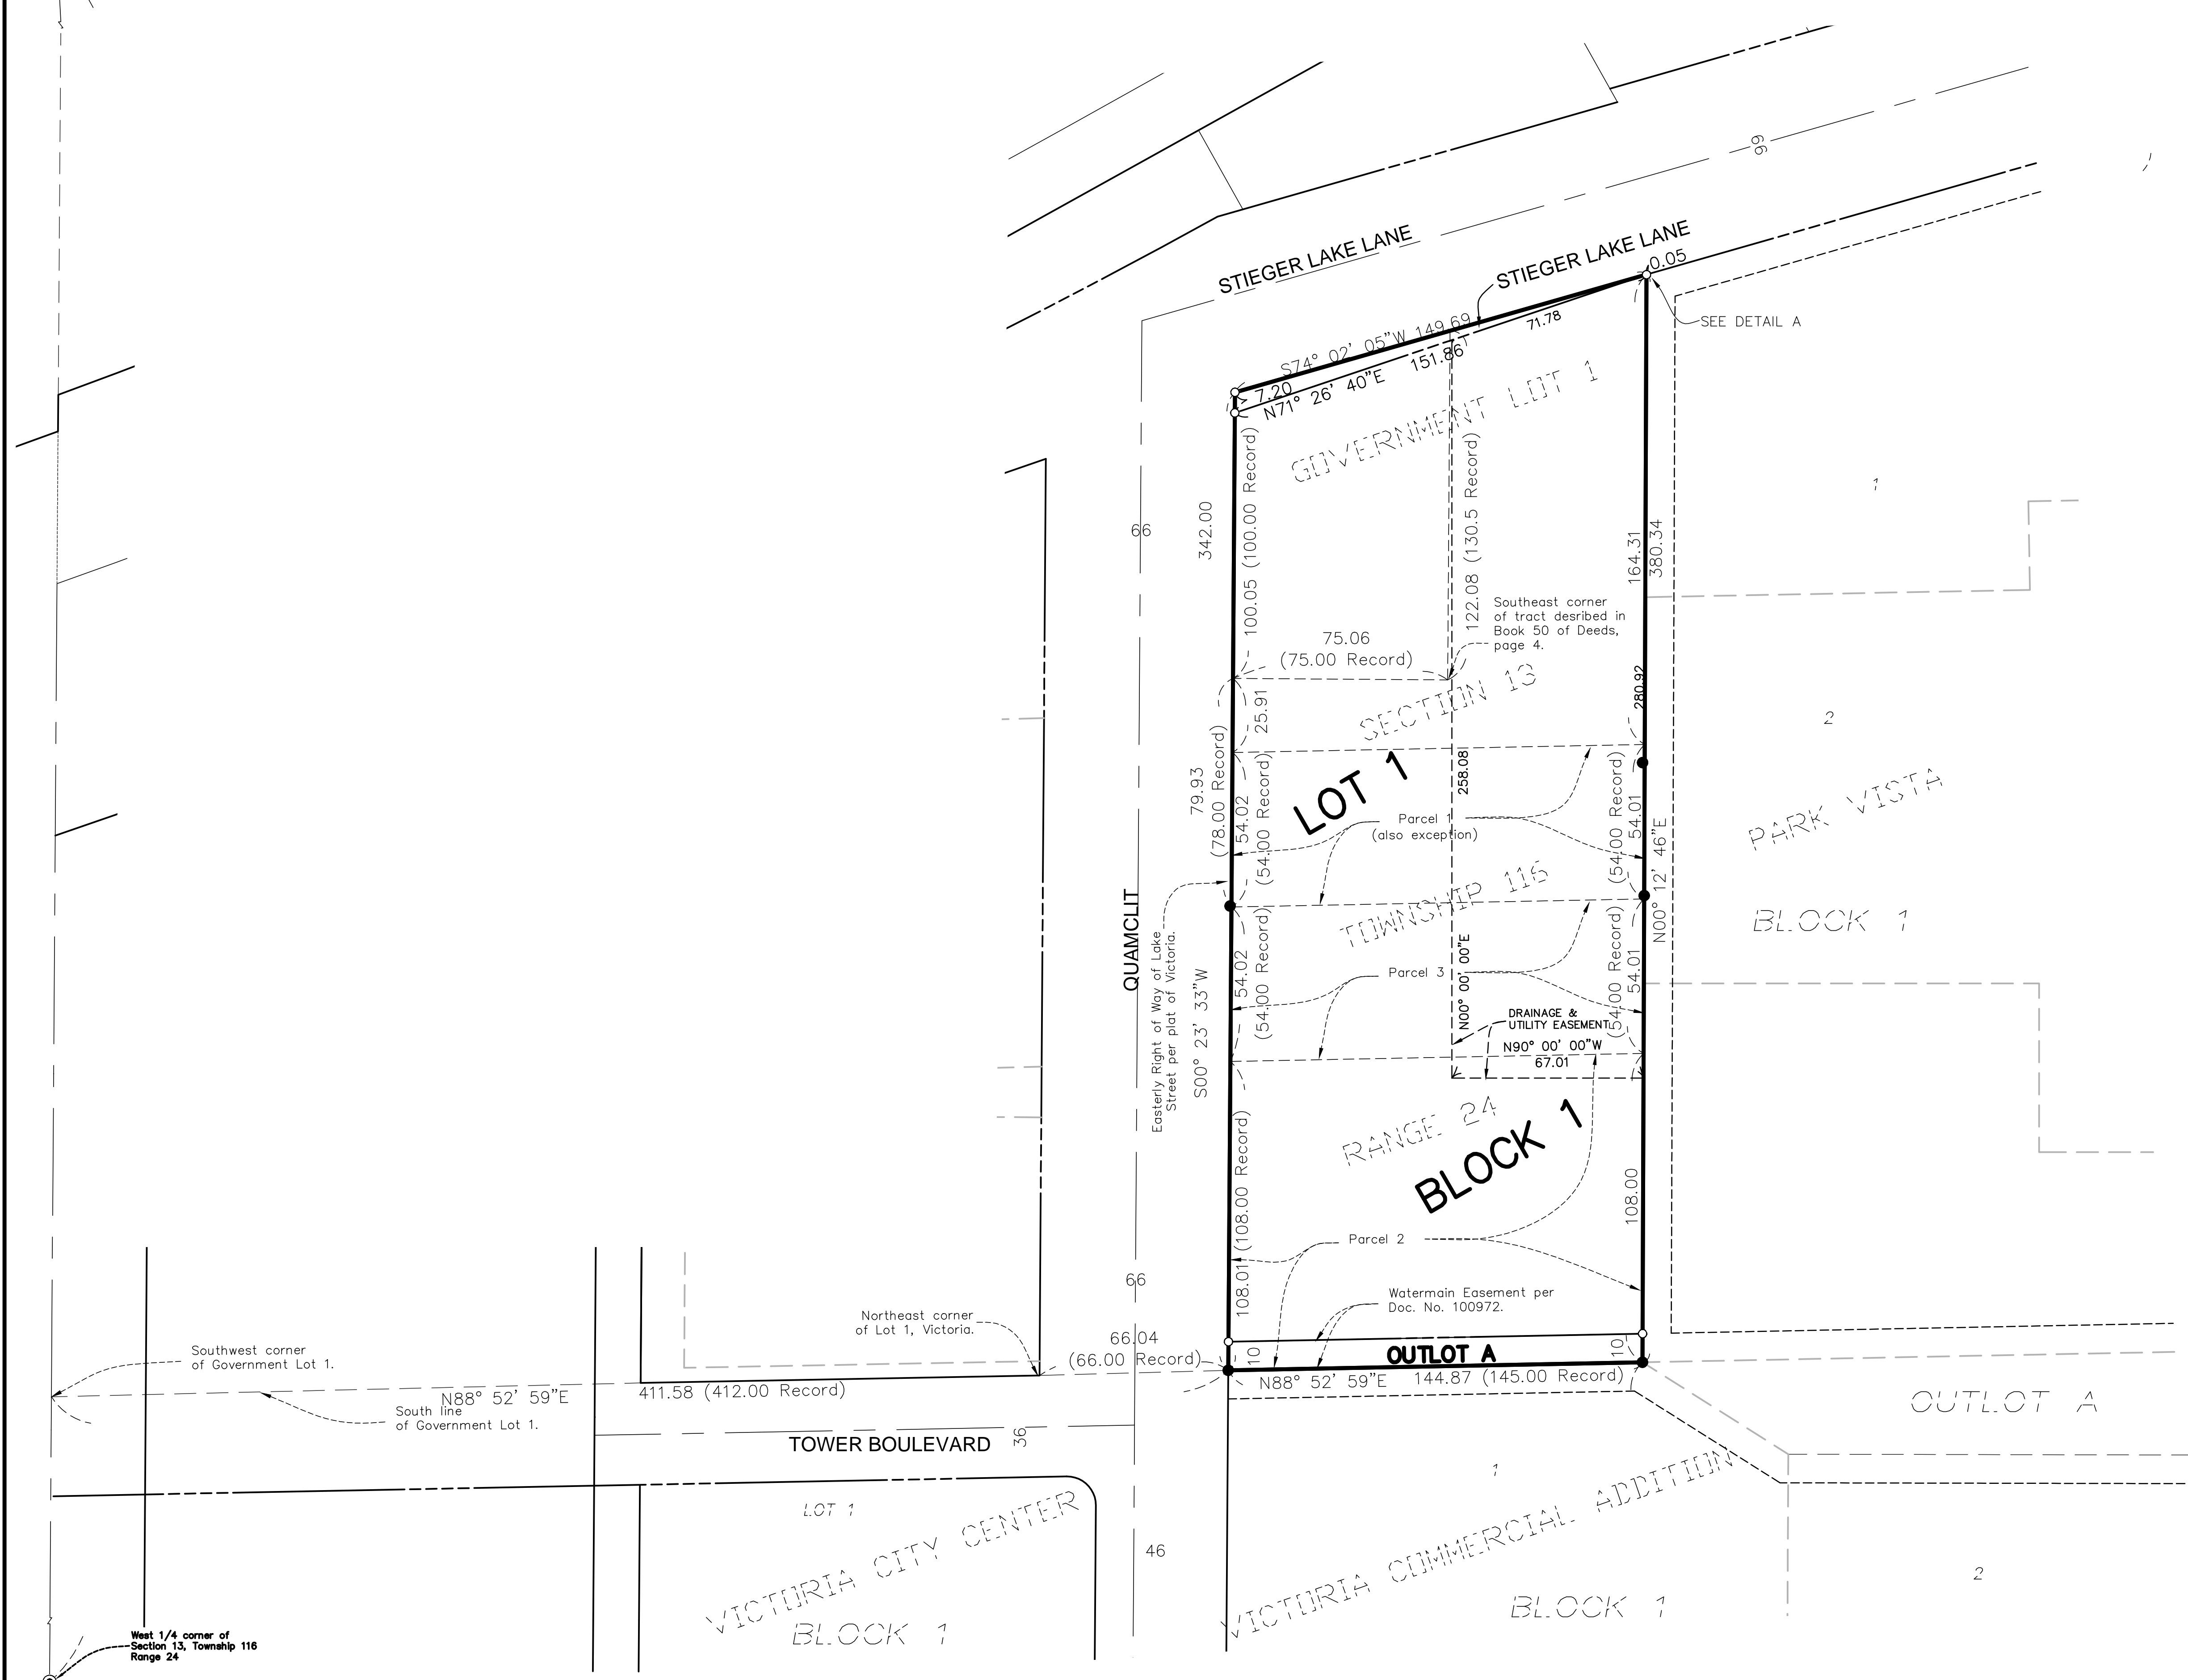 66
STIEGER LAKE LANE
STIEGER LAKE LANE
0.05
SEE DETAIL A
S74° 02' 05"W 149.69
71.78
7.20
N71° 26' 40"E 151.86
GOVERNMENT LOT 1
1
66
342.00
100.05 (100.00 Record)
122.08 (130.5 Record)
164.31
380.34
Southeast corner
of tract desribed in
Book 50 of Deeds,
page 4.
75.06
(75.00 Record)
SECTION 13
280.92
2
25.91
79.93
(78.00 Record)
54.02
(54.00 Record)
LOT 1
258.08
Parcel 1
(also exception)
(54.00 Record)
54.01
N00° 12' 46"E
PARK VISTA
BLOCK 1
TOWNSHIP 116
QUAMCLIT
Easterly Right of Way of Lake
Street per plat of Victoria.
S00° 23' 33"W
54.02
(54.00 Record)
Parcel 3
N00° 00' 00"E
(54.00 Record)
54.01
DRAINAGE &
UTILITY EASEMENT
N90° 00' 00"W
67.01
RANGE 24
BLOCK 1
108.01 (108.00 Record)
108.00
Parcel 2
Watermain Easement per
Doc. No. 100972.
66
Northeast corner
of Lot 1, Victoria.
66.04
(66.00 Record)
10
OUTLOT A
10
N88° 52' 59"E 144.87 (145.00 Record)
Southwest corner
of Government Lot 1.
N88° 52' 59"E
411.58 (412.00 Record)
South line
of Government Lot 1.
OUTLOT A
TOWER BOULEVARD
36
LOT 1
VICTORIA CITY CENTER
BLOCK 1
46
1
VICTORIA COMMERCIAL ADDITION
BLOCK 1
2
West 1/4 corner of
Section 13, Township 116
Range 24